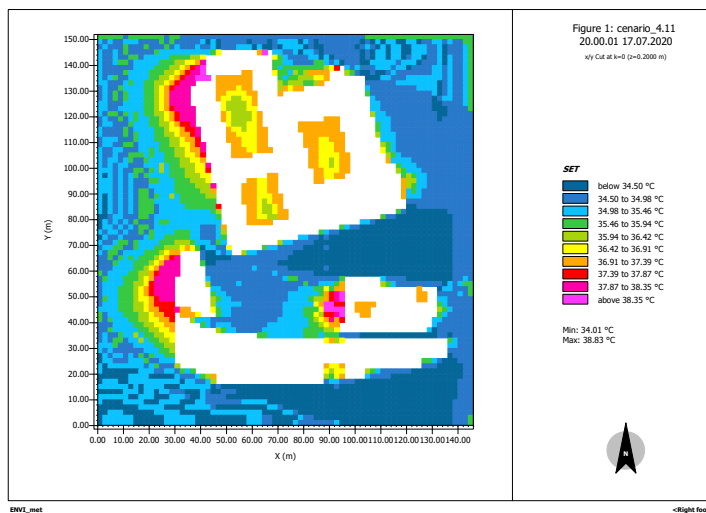 Figure 1: cenario_4.11
20.00.01 17.07.2020
x/y Cut at k=0 (z=0.2000 m)
150.00
140.00
130.00
120.00
110.00
100.00
90.00
80.00
70.00
60.00
50.00
40.00
30.00
20.00
10.00
0.00
Y (m)
0.00 10.00 20.00 30.00 40.00 50.00 60.00 70.00 80.00 90.00 100.00 110.00 120.00 130.00 140.00
X (m)
SET
below 34.50 °C
34.50 to 34.98 °C
34.98 to 35.46 °C
35.46 to 35.94 °C
35.94 to 36.42 °C
36.42 to 36.91 °C
36.91 to 37.39 °C
37.39 to 37.87 °C
37.87 to 38.35 °C
above 38.35 °C
Min: 34.01 °C
Max: 38.83 °C
N
ENVI_met
<Right foo